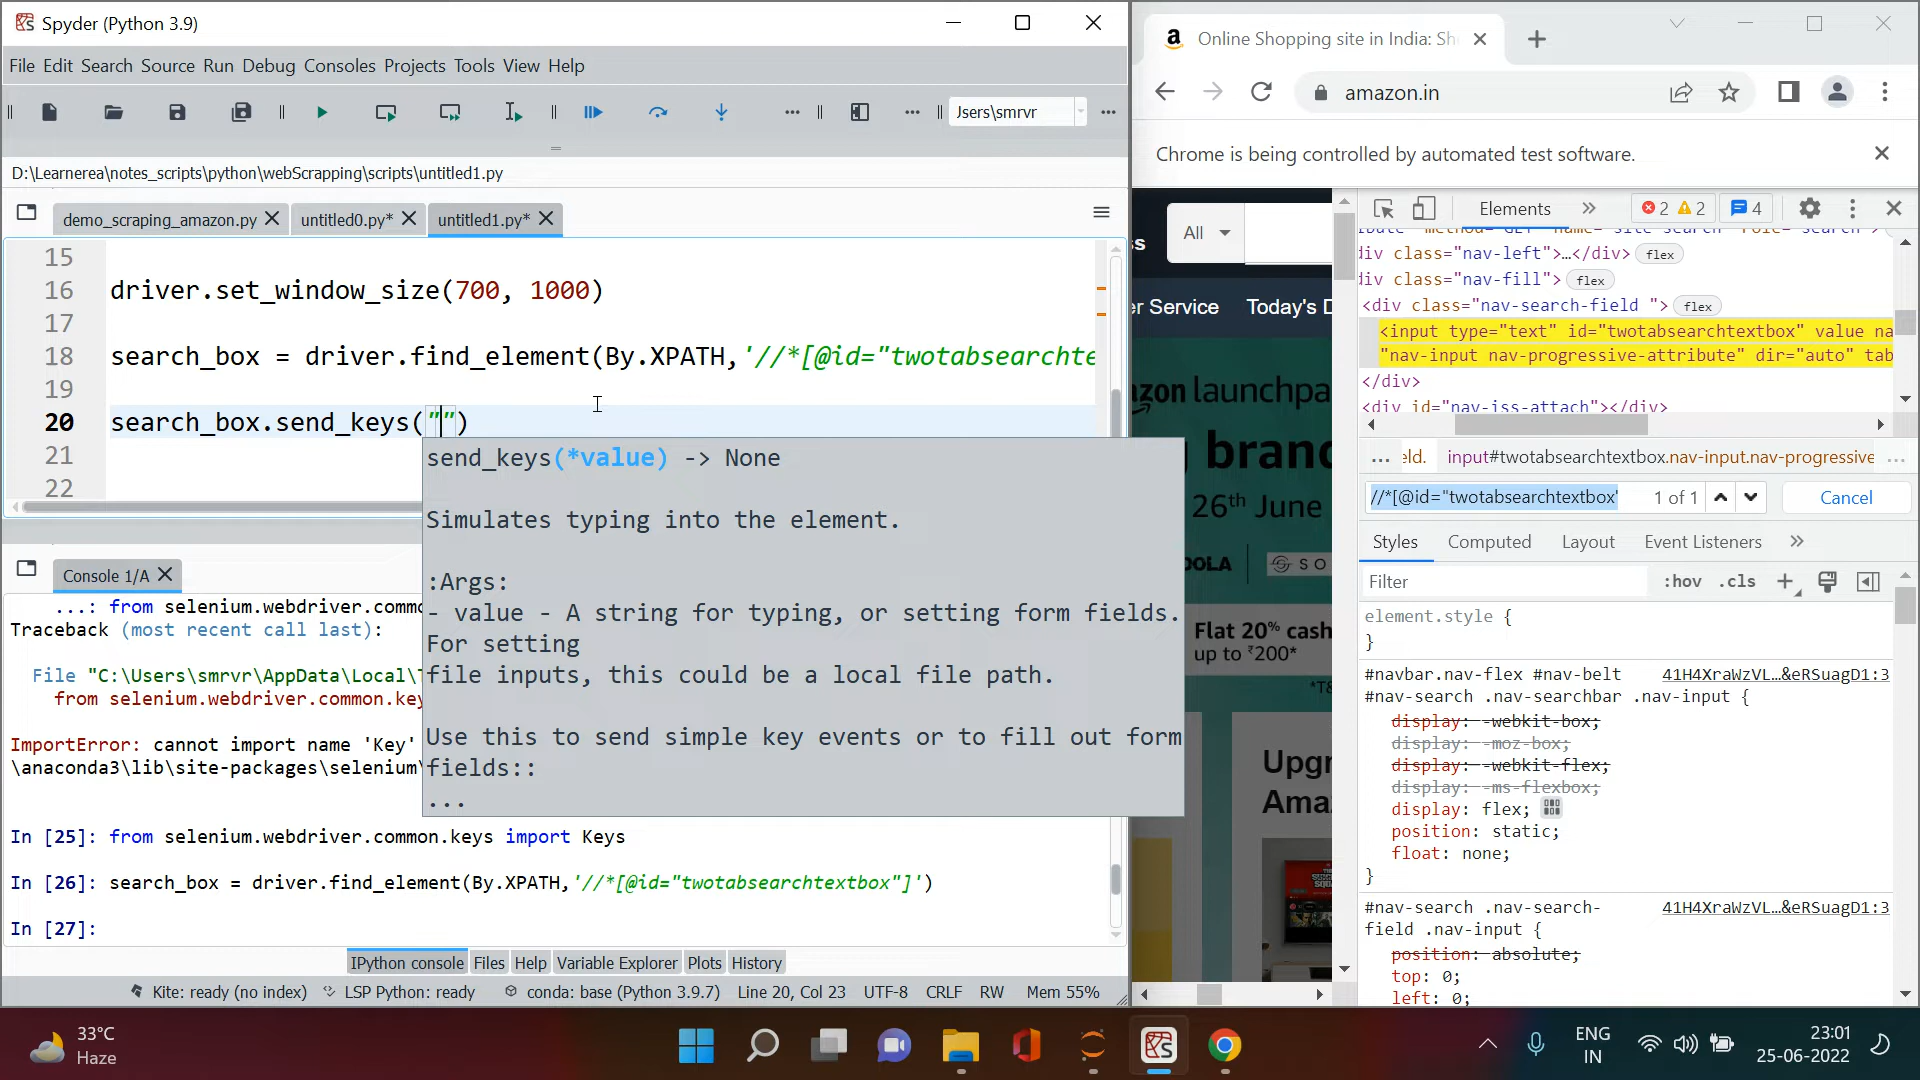 Spyder (Python 3.9)
File Edit Search Source Run Debug Consoles Projects Tools View Help
Jsers\smrvr
D:\Learnerea\notes_scripts\python\webScrapping\scripts\untitled1.py
demo_scraping_amazon.py
untitled0.py*
untitled1.py*
15
16 driver.set_window_size(700, 1000)
17
18 search_box = driver.find_element(By.XPATH,'//*[@id="twotabsearchte
19
20 search_box.send_keys("")
21
22
send_keys(*value) -> None
Simulates typing into the element.
:Args:
- value - A string for typing, or setting form fields.
For setting
file inputs, this could be a local file path.
Use this to send simple key events or to fill out form
fields::
...
Console 1/A
...: from selenium.webdriver.commo
Traceback (most recent call last):
File "C:\Users\smrvr\AppData\Local\T
from selenium.webdriver.common.key
ImportError: cannot import name 'Key'
\anaconda3\lib\site-packages\selenium\
In [25]: from selenium.webdriver.common.keys import Keys
In [26]: search_box = driver.find_element(By.XPATH,'//*[@id="twotabsearchtextbox"]')
In [27]:
IPython console Files Help Variable Explorer Plots History
Kite: ready (no index) LSP Python: ready conda: base (Python 3.9.7) Line 20, Col 23 UTF-8 CRLF RW Mem 55%
Online Shopping site in India: Sh
amazon.in
Chrome is being controlled by automated test software.
ss
All
er Service Today's D
azon launchpa
g branc
26th June
OOLA
S O
Flat 20% cash
up to ₹200*
*T&
Upgr
Amaz
Elements
2 2 4
ribute" method="GET" name="site-search" role="search">
div class="nav-left">…</div> flex
div class="nav-fill"> flex
<div class="nav-search-field "> flex
<input type="text" id="twotabsearchtextbox" value na
"nav-input nav-progressive-attribute" dir="auto" tab
</div>
<div id="nav-iss-attach"></div>
... eld. input#twotabsearchtextbox.nav-input.nav-progressive ...
//*[@id="twotabsearchtextbox" 1 of 1 Cancel
Styles Computed Layout Event Listeners
Filter :hov .cls
element.style {
}
#navbar.nav-flex #nav-belt 41H4XraWzVL…&eRSuagD1:3
#nav-search .nav-searchbar .nav-input {
display: -webkit-box;
display: -moz-box;
display: -webkit-flex;
display: -ms-flexbox;
display: flex;
position: static;
float: none;
}
#nav-search .nav-search- 41H4XraWzVL…&eRSuagD1:3
field .nav-input {
position: absolute;
top: 0;
left: 0;
33°C
Haze
ENG
IN
23:01
25-06-2022